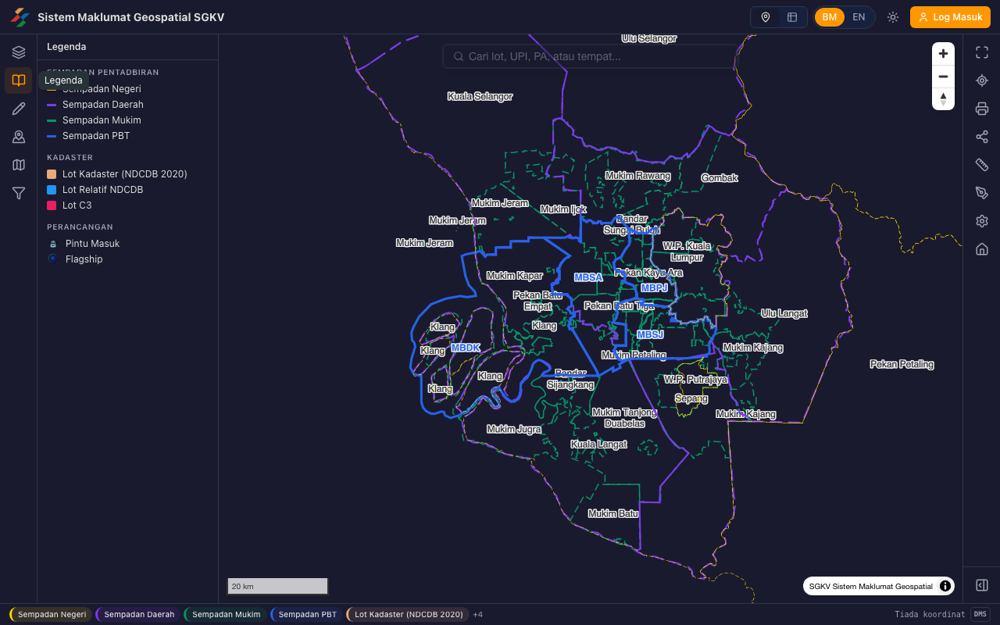 Sistem Maklumat Geospatial SGKV
BM
EN
Log Masuk
Legenda
Legenda
SEMPADAN PENTADBIRAN
Sempadan Negeri
Sempadan Daerah
Sempadan Mukim
Sempadan PBT
KADASTER
Lot Kadaster (NDCDB 2020)
Lot Relatif NDCDB
Lot C3
PERANCANGAN
Pintu Masuk
Flagship
Cari lot, UPI, PA, atau tempat...
Ulu Selangor
Kuala Selangor
Mukim Rawang
Gombak
Mukim Jeram
Mukim Ijok
Mukim Jeram
Bandar
Sungai Buloh
Mukim Jeram
W.P. Kuala
Lumpur
Mukim Kapar
MBSA
Pekan Kayu Ara
MBPJ
Pekan Batu
Empat
Pekan Batu Tiga
Ulu Langat
Klang
Klang
MBSJ
Klang
MBDK
Mukim Petaling
Mukim Kajang
Pekan Petaling
Klang
Bandar
Sijangkang
W.P. Putrajaya
Klang
Sepang
Mukim Tanjong
Duabelas
Mukim Kajang
Mukim Jugra
Kuala Langat
Mukim Batu
20 km
SGKV Sistem Maklumat Geospatial
Sempadan Negeri
Sempadan Daerah
Sempadan Mukim
Sempadan PBT
Lot Kadaster (NDCDB 2020)
+4
Tiada koordinat
DMS